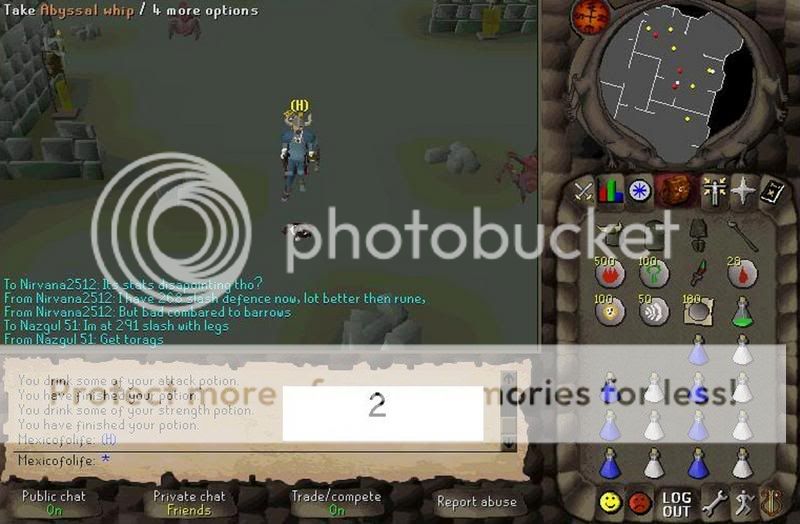 Take Abyssal whip / 4 more options
(H)
photobucket
To Nirvana2512: Its stats disapointing tho?
From Nirvana2512: I have 268 slash defence now, lot better then rune,
From Nirvana2512: But bad combared to barrows
To Nazgul 51: Im at 291 slash with legs
From Nazgul 51: Get torags
500
100
28
100
50
180
You drink some of your attack potion.
You have finished your potion.
Protect more of your memories for less!
2
You drink some of your strength potion.
You have finished your potion.
Mexicofolife: (H)
Mexicofolife: *
Public chat
On
Private chat
Friends
Trade/compete
On
Report abuse
LOG
OUT